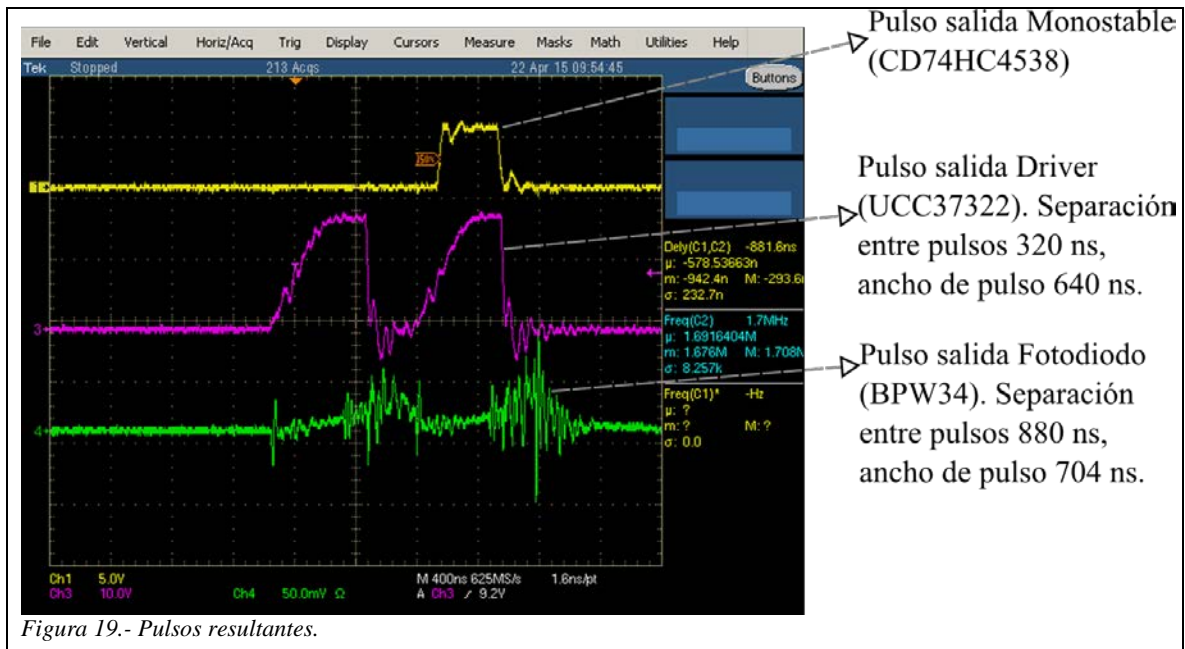 File Edit Vertical Horiz/Acq Trig Display Cursors Measure Masks Math Utilities Help
Tek Stopped 213 Acqs 22 Apr 15 09:54:45
Buttons
Pulso salida Monostable
(CD74HC4538)
Pulso salida Driver
(UCC37322). Separación
entre pulsos 320 ns,
ancho de pulso 640 ns.
Pulso salida Fotodiodo
(BPW34). Separación
entre pulsos 880 ns,
ancho de pulso 704 ns.
Dely(C1,C2) -881.6ns
µ: -578.53663n
m: -942.4n M: -293.6
σ: 232.7n
Freq(C2) 1.7MHz
µ: 1.6916404M
m: 1.676M M: 1.708M
σ: 8.257k
Freq(C1)* -Hz
µ: ?
m: ? M: ?
σ: 0.0
3
4
Ch1 5.0V M 400ns 625MS/s 1.6ns/pt
Ch3 10.0V Ch4 50.0mV Ω A Ch3 9.2V
Figura 19.- Pulsos resultantes.